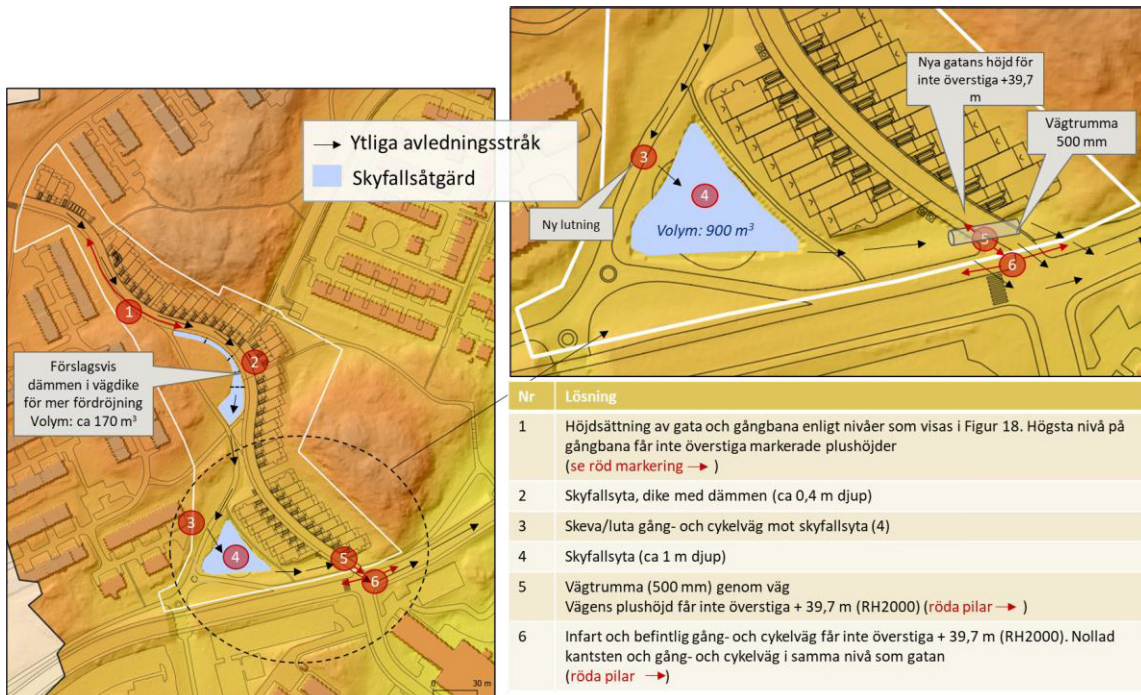 Ytliga avledningsstråk
Skyfallsåtgärd
1
2
Förslagsvis
dämmen i vägdike
för mer fördröjning
Volym: ca 170 m³
3
4
5
6
0 30 m
Nya gatans höjd för
inte överstiga +39,7
m
Vägtrumma
500 mm
3
Ny lutning
4
Volym: 900 m³
5
6
Nr Lösning
1 Höjdsättning av gata och gångbana enligt nivåer som visas i Figur 18. Högsta nivå på
gångbana får inte överstiga markerade plushöjder
(se röd markering → )
2 Skyfallsyta, dike med dämmen (ca 0,4 m djup)
3 Skeva/luta gång- och cykelväg mot skyfallsyta (4)
4 Skyfallsyta (ca 1 m djup)
5 Vägtrumma (500 mm) genom väg
Vägens plushöjd får inte överstiga + 39,7 m (RH2000) (röda pilar → )
6 Infart och befintlig gång- och cykelväg får inte överstiga + 39,7 m (RH2000). Nollad
kantsten och gång- och cykelväg i samma nivå som gatan
(röda pilar → )